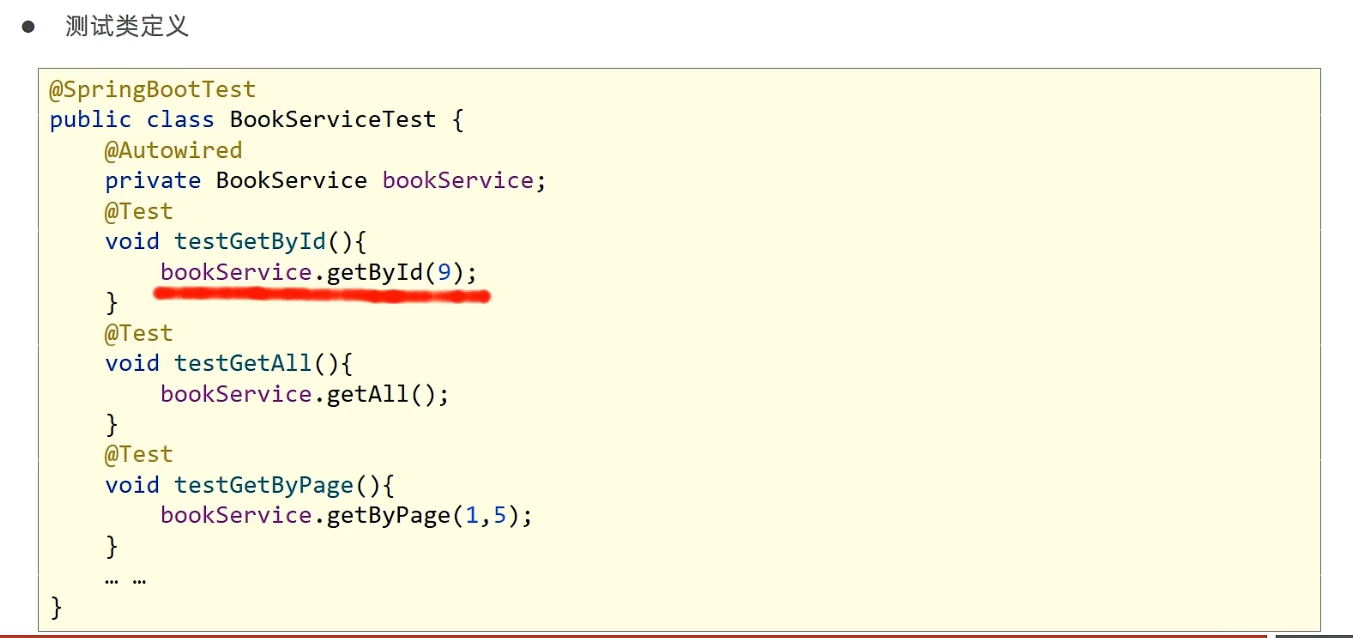 ● 测试类定义
@SpringBootTest
public class BookServiceTest {
    @Autowired
    private BookService bookService;
    @Test
    void testGetById(){
        bookService.getById(9);
    }
    @Test
    void testGetAll(){
        bookService.getAll();
    }
    @Test
    void testGetByPage(){
        bookService.getByPage(1,5);
    }
    … …
}